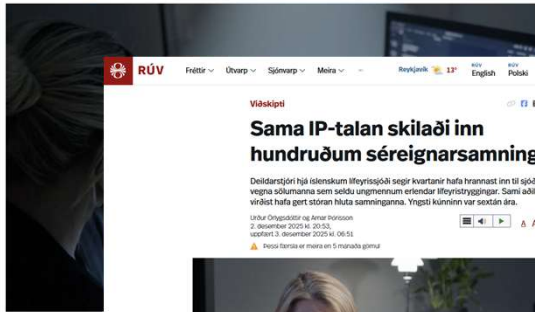 RÚV
Fréttir
Útvarp
Sjónvarp
Meira
Reykjavík 13°
RÚV English
RÚV Polski
Viðskipti
Sama IP-talan skilaði inn
hundruðum séreignarsamning
Deildarstjóri hjá íslenskum lífeyrissjóði segir kvartanir hafa hrannast inn til sjóð
vegna sölumanna sem seldu ungmennum erlendar lífeyristryggingar. Sami aðil
virðist hafa gert stóran hluta samninganna. Yngsti kúnninn var sextán ára.
Urður Örlygsdóttir og Arnar Þórisson
2. desember 2025 kl. 20:53,
uppfært 3. desember 2025 kl. 06:51
Þessi færsla er meira en 5 mánaða gömul